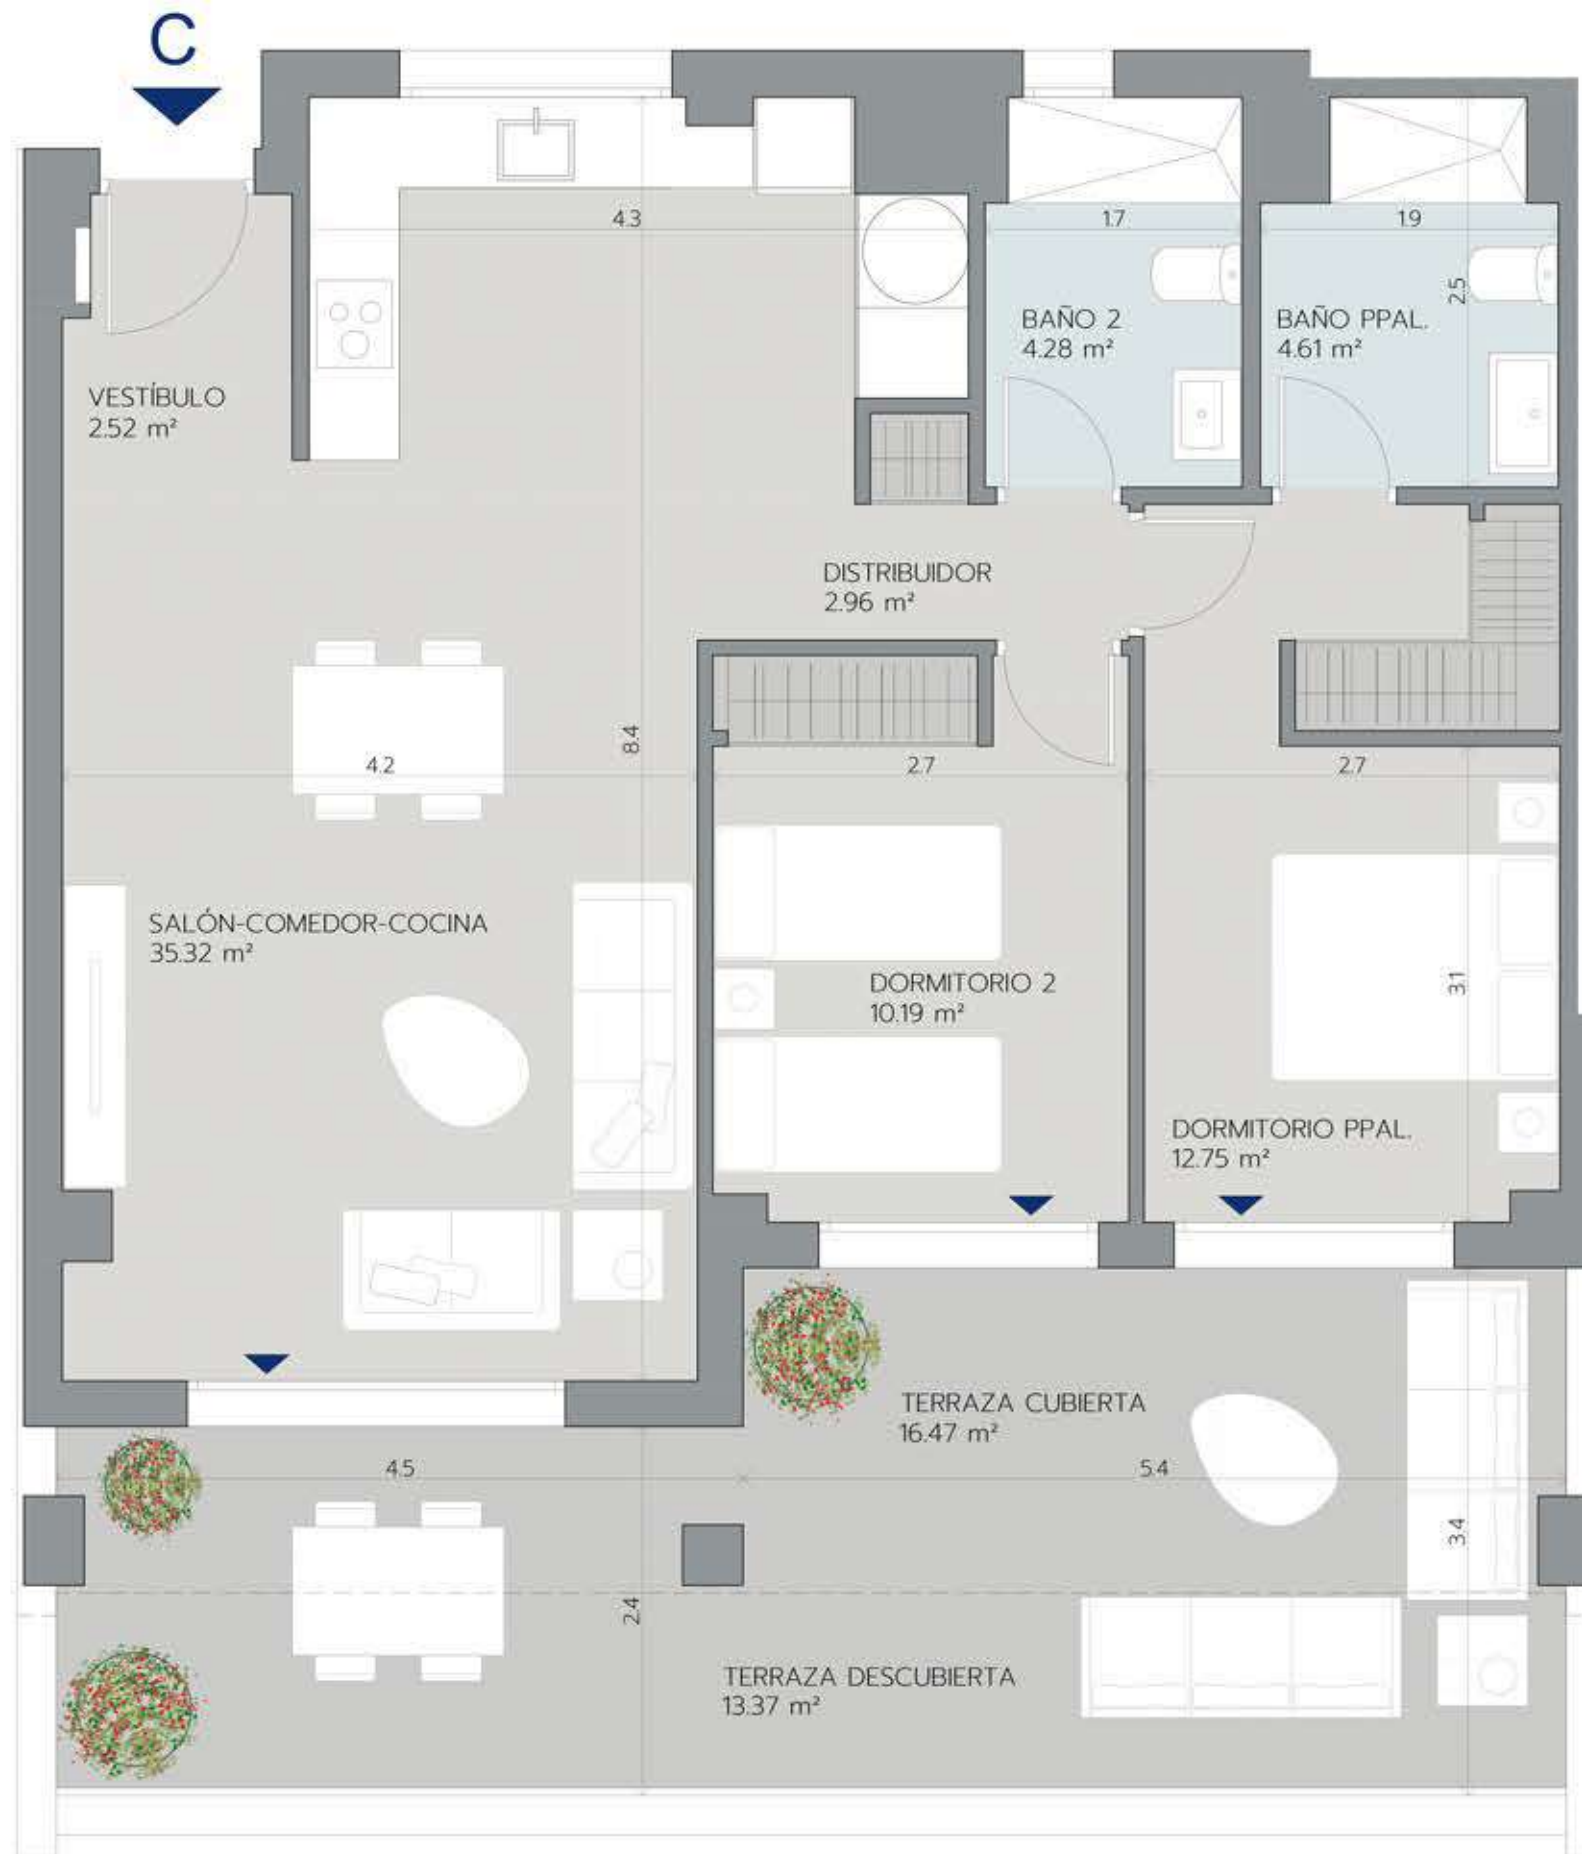 C
4.3
1.7
1.9
2.5
BAÑO 2
4.28 m²
BAÑO PPAL.
4.61 m²
VESTÍBULO
2.52 m²
DISTRIBUIDOR
2.96 m²
8.4
4.2
2.7
2.7
SALÓN-COMEDOR-COCINA
35.32 m²
DORMITORIO 2
10.19 m²
3.1
DORMITORIO PPAL.
12.75 m²
TERRAZA CUBIERTA
16.47 m²
4.5
5.4
3.4
2.4
TERRAZA DESCUBIERTA
13.37 m²